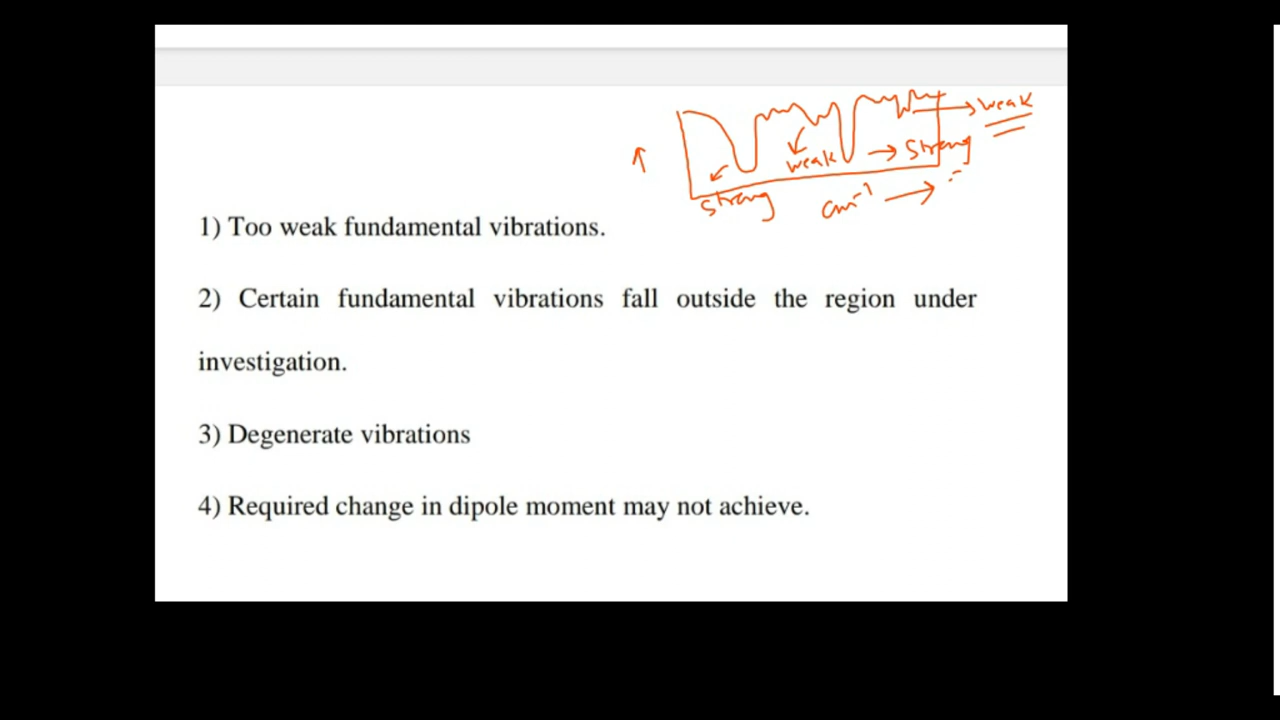 weak
weak
strong
strong
cm⁻¹
1) Too weak fundamental vibrations.
2) Certain fundamental vibrations fall outside the region under
investigation.
3) Degenerate vibrations
4) Required change in dipole moment may not achieve.